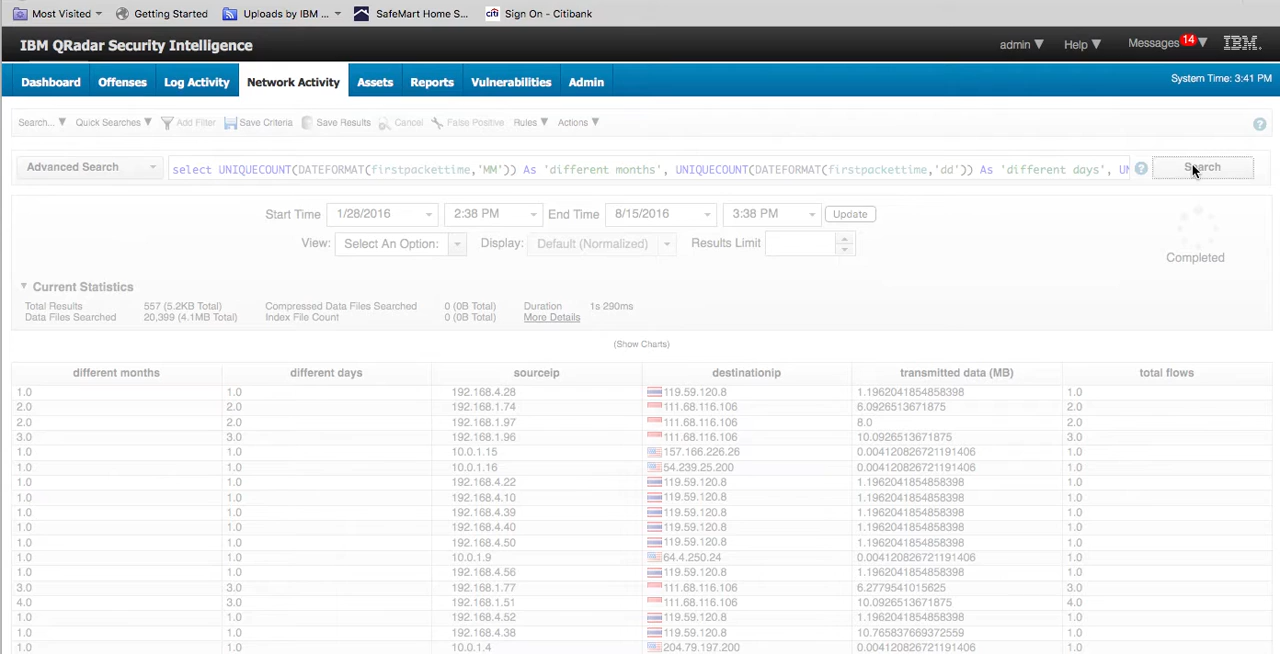 Most Visited Getting Started Uploads by IBM ... SafeMart Home S... citi Sign On - Citibank
IBM QRadar Security Intelligence admin Help Messages 14 IBM.
Dashboard Offenses Log Activity Network Activity Assets Reports Vulnerabilities Admin System Time: 3:41 PM
Search... Quick Searches Add Filter Save Criteria Save Results Cancel False Positive Rules Actions ?
Advanced Search select UNIQUECOUNT(DATEFORMAT(firstpackettime,'MM')) As 'different months', UNIQUECOUNT(DATEFORMAT(firstpackettime,'dd')) As 'different days', UN ? Search
Start Time 1/28/2016 2:38 PM End Time 8/15/2016 3:38 PM Update
View: Select An Option: Display: Default (Normalized) Results Limit
Completed
Current Statistics
Total Results 557 (5.2KB Total) Compressed Data Files Searched 0 (0B Total) Duration 1s 290ms
Data Files Searched 20,399 (4.1MB Total) Index File Count 0 (0B Total) More Details
(Show Charts)
different months different days sourceip destinationip transmitted data (MB) total flows
1.0 1.0 192.168.4.28 119.59.120.8 1.1962041854858398 1.0
2.0 2.0 192.168.1.74 111.68.116.106 6.0926513671875 2.0
2.0 2.0 192.168.1.97 111.68.116.106 8.0 2.0
3.0 3.0 192.168.1.96 111.68.116.106 10.0926513671875 3.0
1.0 1.0 10.0.1.15 157.166.226.26 0.004120826721191406 1.0
1.0 1.0 10.0.1.16 54.239.25.200 0.004120826721191406 1.0
1.0 1.0 192.168.4.22 119.59.120.8 1.1962041854858398 1.0
1.0 1.0 192.168.4.10 119.59.120.8 1.1962041854858398 1.0
1.0 1.0 192.168.4.39 119.59.120.8 1.1962041854858398 1.0
1.0 1.0 192.168.4.40 119.59.120.8 1.1962041854858398 1.0
1.0 1.0 192.168.4.50 119.59.120.8 1.1962041854858398 1.0
1.0 1.0 10.0.1.9 64.4.250.24 0.004120826721191406 1.0
1.0 1.0 192.168.4.56 119.59.120.8 1.1962041854858398 1.0
3.0 3.0 192.168.1.77 111.68.116.106 6.2779541015625 3.0
4.0 3.0 192.168.1.51 111.68.116.106 10.0926513671875 4.0
1.0 1.0 192.168.4.52 119.59.120.8 1.1962041854858398 1.0
1.0 1.0 192.168.4.38 119.59.120.8 10.765837669372559 1.0
1.0 1.0 10.0.1.4 204.79.197.200 0.004120826721191406 1.0